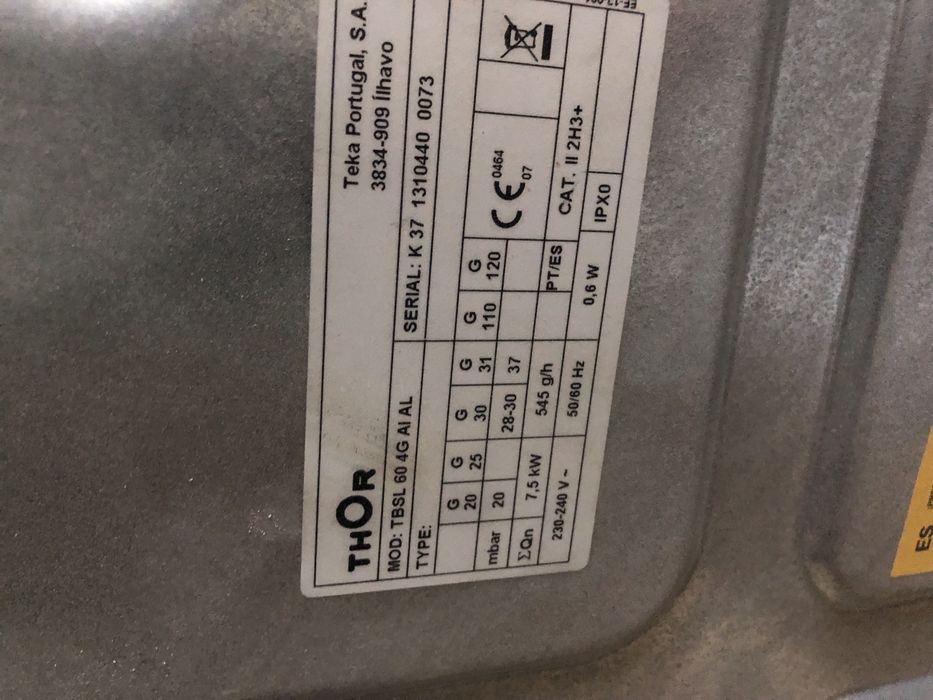 THOR
Teka Portugal, S.A.
3834-909 Ílhavo
MOD: TBSL 60 4G AI AL
SERIAL: K 37 1310440 0073
TYPE:
G 20 G 25 G 30 G 31 G 110 G 120
mbar 20 28-30 37
CE 0464 07
ΣQn 7,5 kW 545 g/h PT/ES CAT. II 2H3+
230-240 V ~ 50/60 Hz 0,6 W IPX0
ES